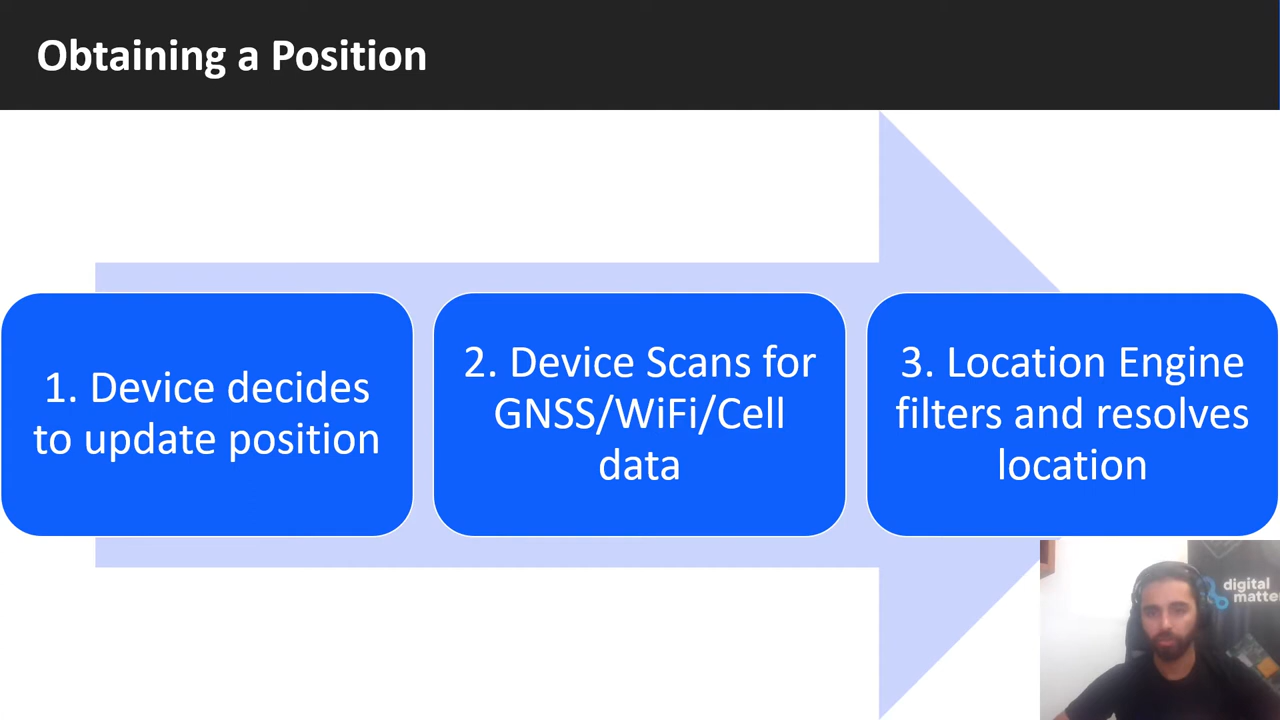 Obtaining a Position
1. Device decides
to update position
2. Device Scans for
GNSS/WiFi/Cell
data
3. Location Engine
filters and resolves
location
digital
matter